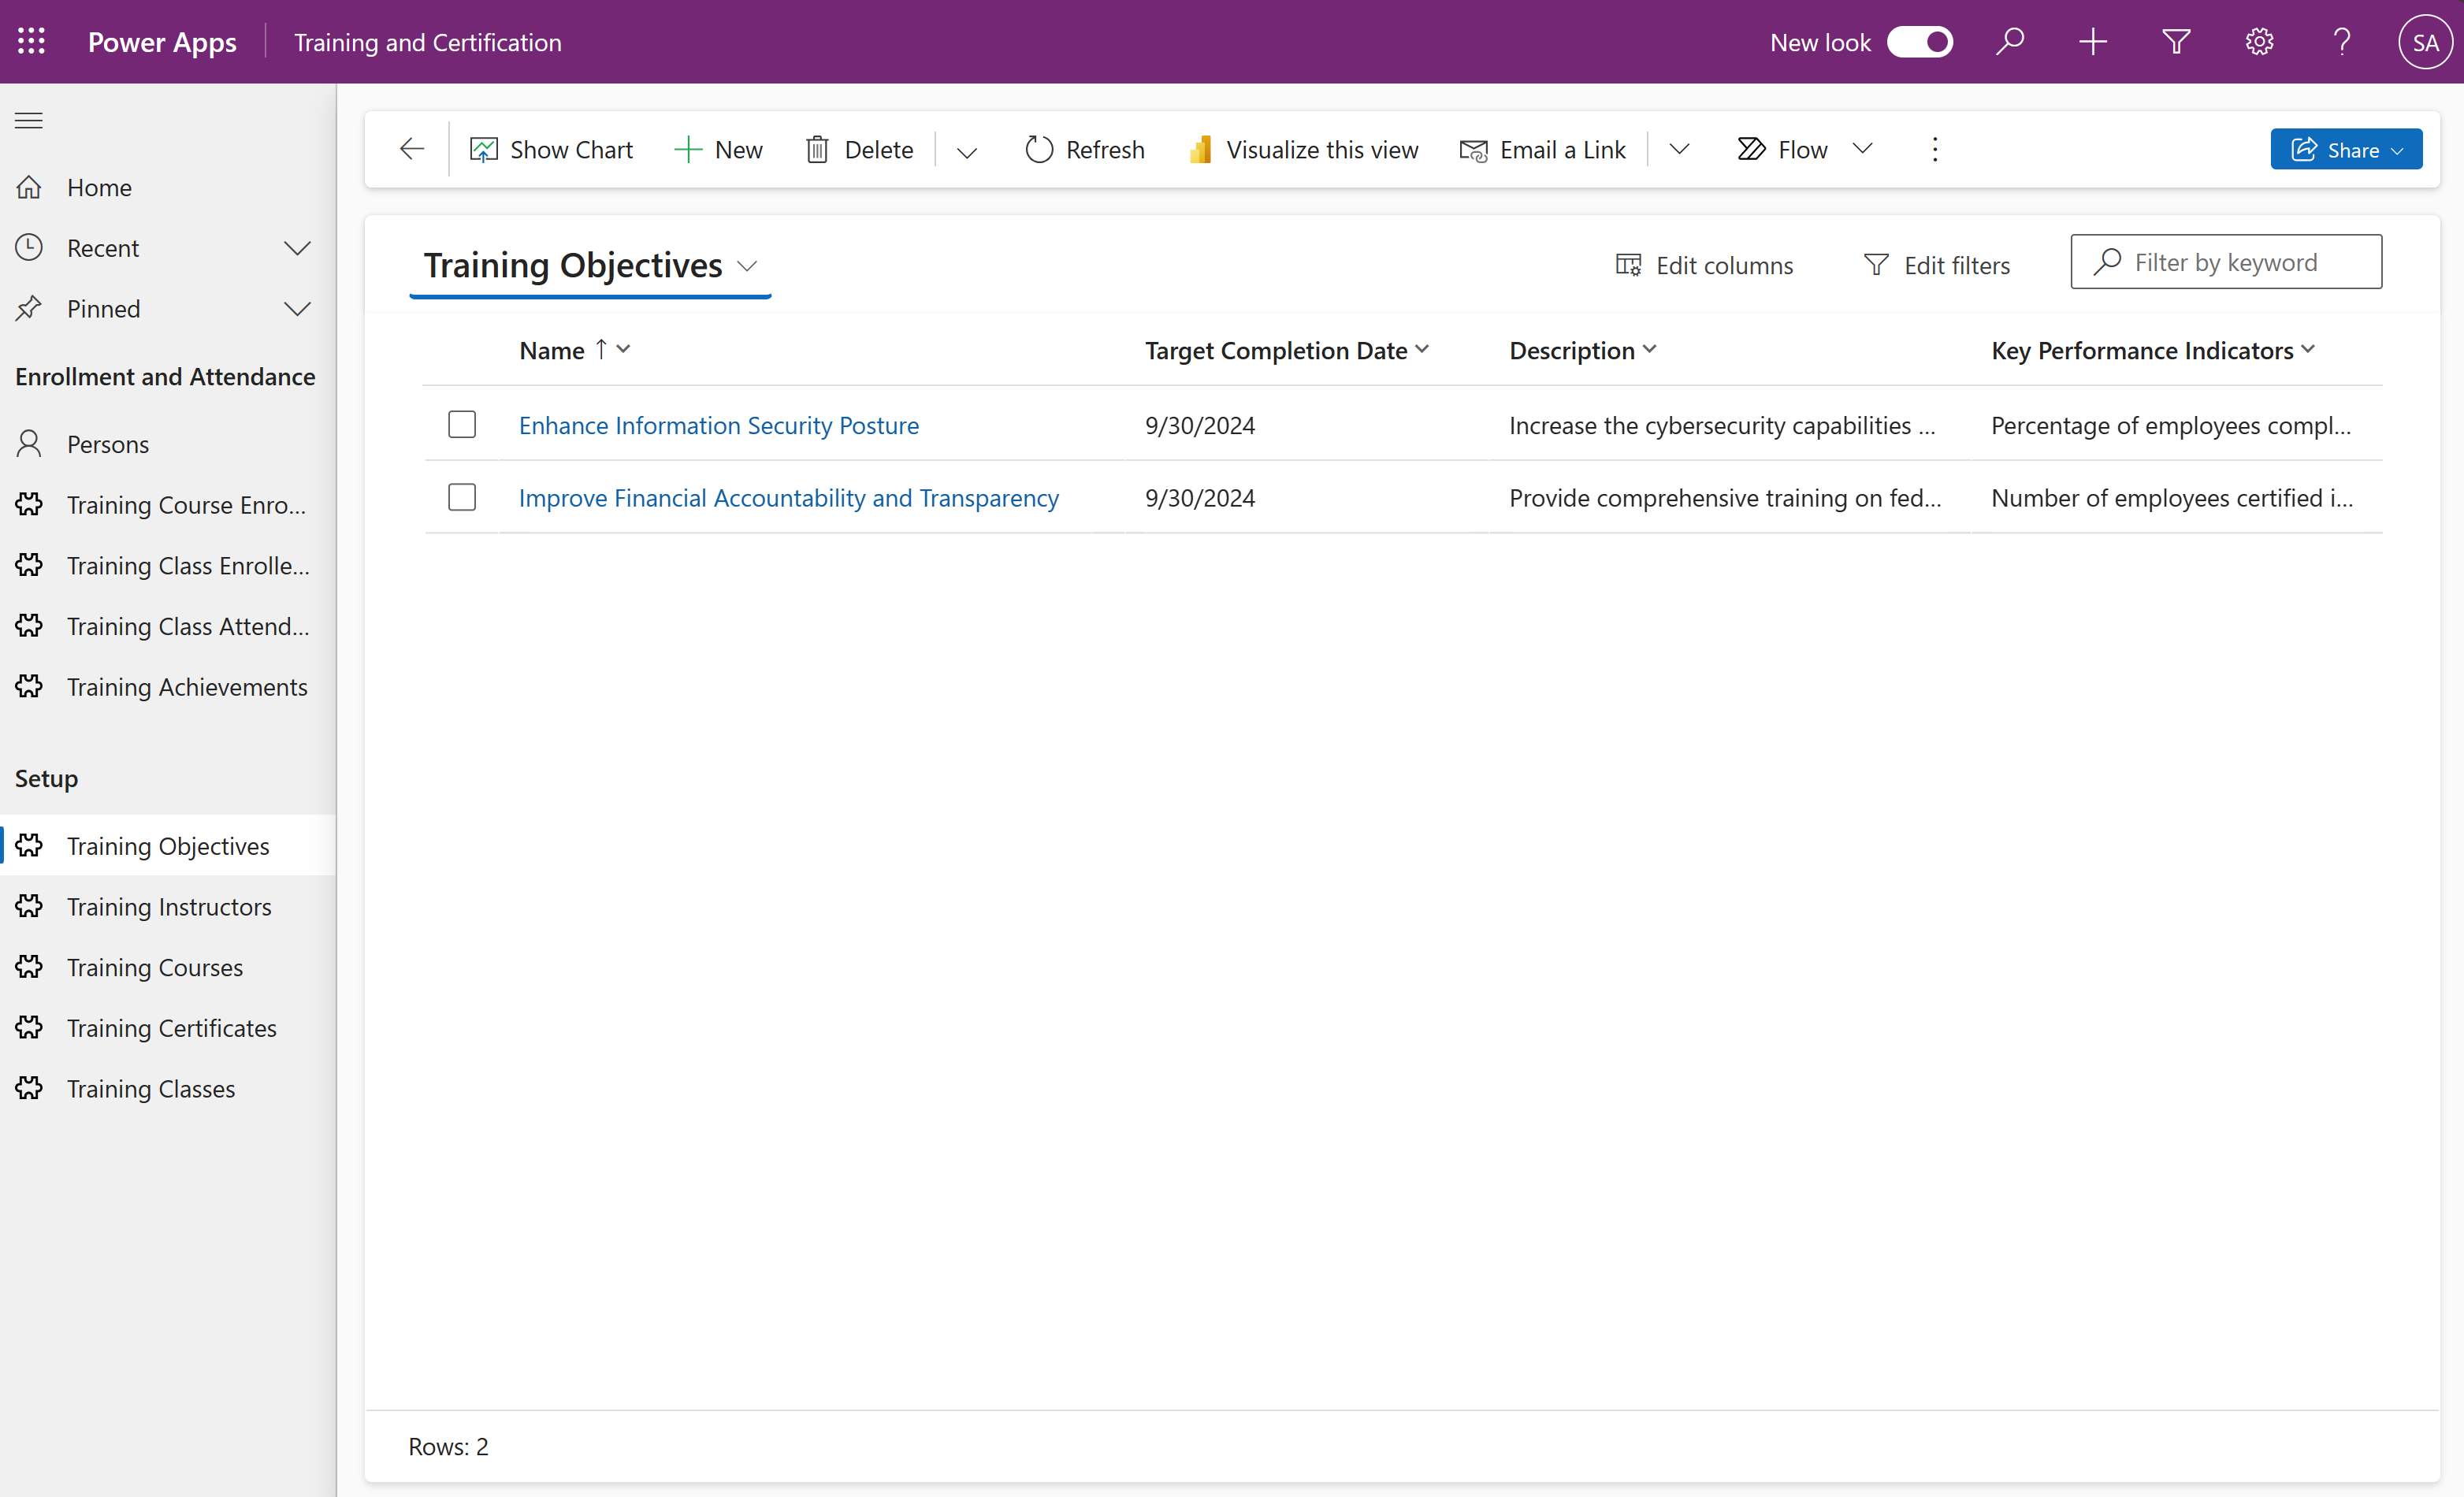 Power Apps
Training and Certification
New look
SA
Home
Recent
Pinned
Enrollment and Attendance
Persons
Training Course Enro...
Training Class Enrolle...
Training Class Attend...
Training Achievements
Setup
Training Objectives
Training Instructors
Training Courses
Training Certificates
Training Classes
Show Chart
New
Delete
Refresh
Visualize this view
Email a Link
Flow
Share
Training Objectives
Edit columns
Edit filters
Filter by keyword
Name Target Completion Date Description Key Performance Indicators
Enhance Information Security Posture 9/30/2024 Increase the cybersecurity capabilities ... Percentage of employees compl...
Improve Financial Accountability and Transparency 9/30/2024 Provide comprehensive training on fed... Number of employees certified i...
Rows: 2